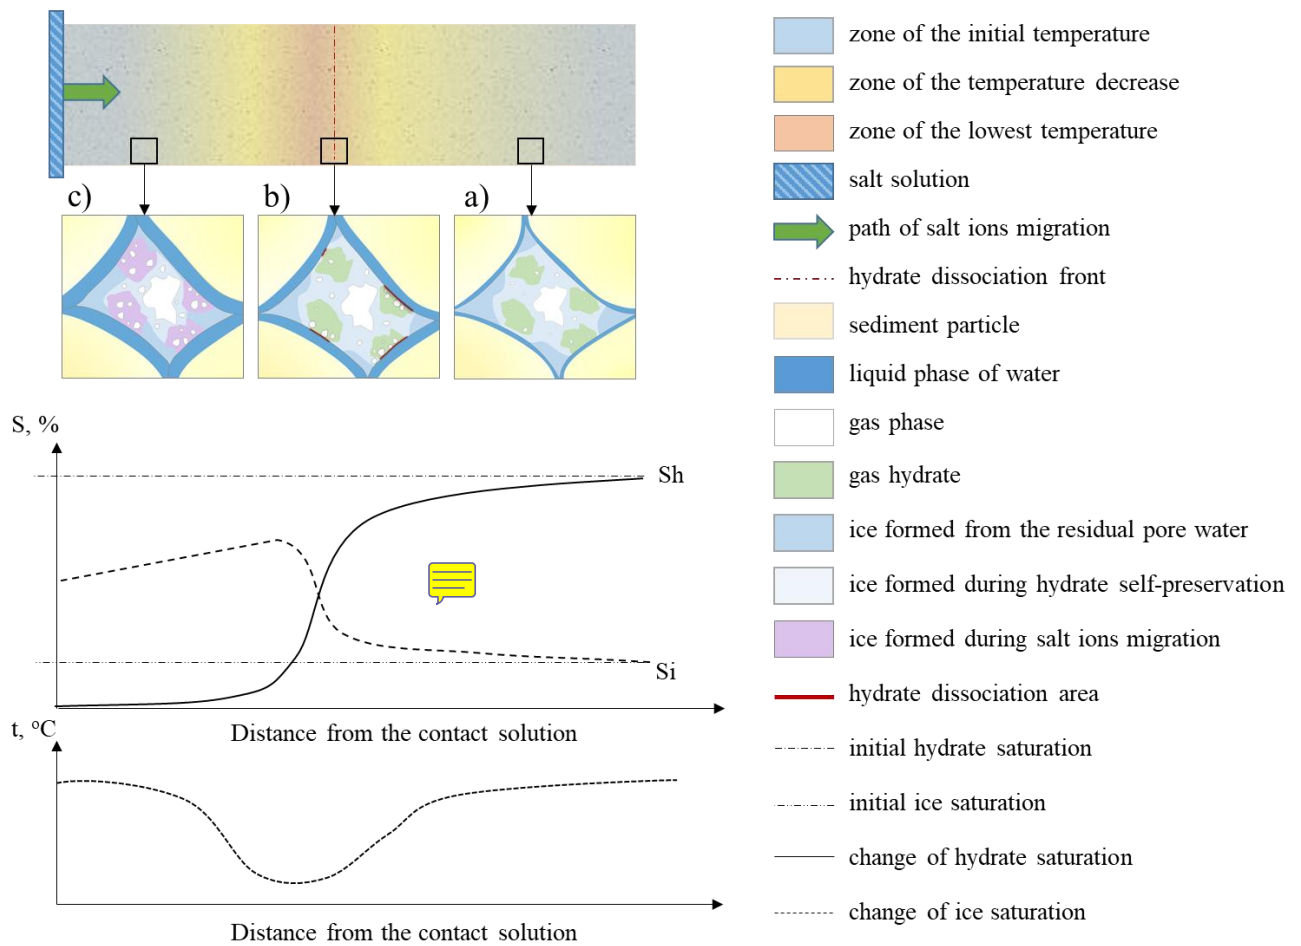 c)
b)
a)
S, %
Sh
Si
Distance from the contact solution
t, °C
Distance from the contact solution
zone of the initial temperature
zone of the temperature decrease
zone of the lowest temperature
salt solution
path of salt ions migration
hydrate dissociation front
sediment particle
liquid phase of water
gas phase
gas hydrate
ice formed from the residual pore water
ice formed during hydrate self-preservation
ice formed during salt ions migration
hydrate dissociation area
initial hydrate saturation
initial ice saturation
change of hydrate saturation
change of ice saturation